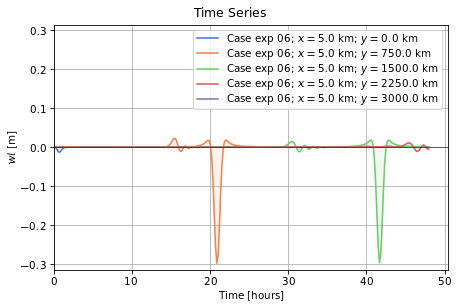 Time Series
Case exp 06; x = 5.0 km; y = 0.0 km
Case exp 06; x = 5.0 km; y = 750.0 km
Case exp 06; x = 5.0 km; y = 1500.0 km
Case exp 06; x = 5.0 km; y = 2250.0 km
Case exp 06; x = 5.0 km; y = 3000.0 km
0.3
0.2
0.1
0.0
−0.1
−0.2
−0.3
wl [m]
0 10 20 30 40 50
Time [hours]